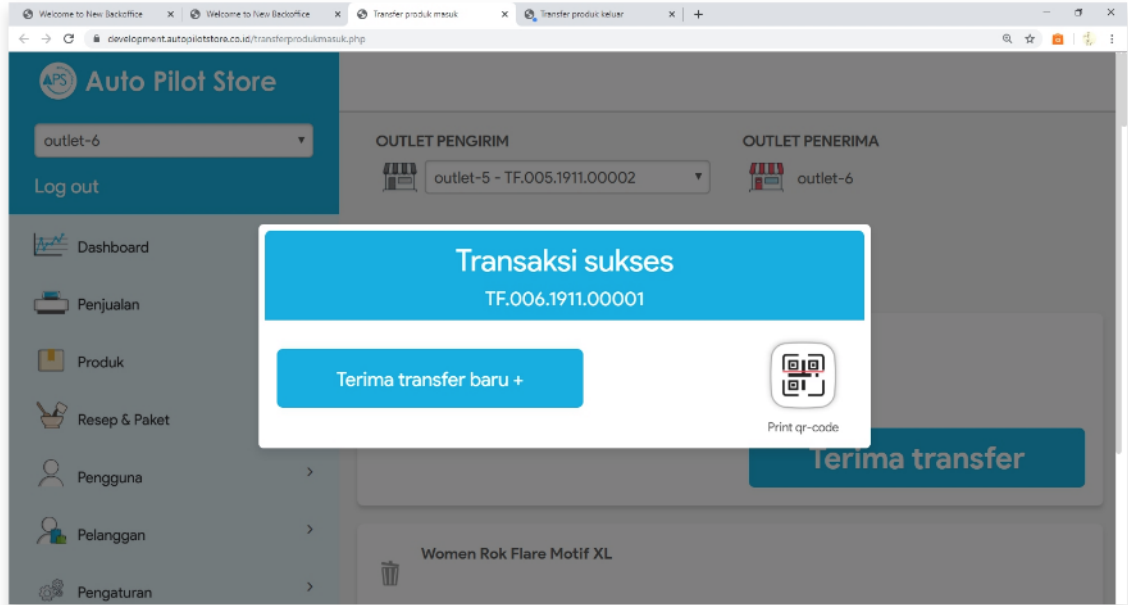 Welcome to New Backoffice
Welcome to New Backoffice
Transfer produk masuk
Transfer produk keluar
development.autopilotstore.co.id/transferprodukmasuk.php
APS Auto Pilot Store
outlet-6
Log out
Dashboard
Penjualan
Produk
Resep & Paket
Pengguna
Pelanggan
Pengaturan
OUTLET PENGIRIM
outlet-5 - TF.005.1911.00002
OUTLET PENERIMA
outlet-6
Transaksi sukses
TF.006.1911.00001
Terima transfer baru +
Print qr-code
Terima transfer
Women Rok Flare Motif XL